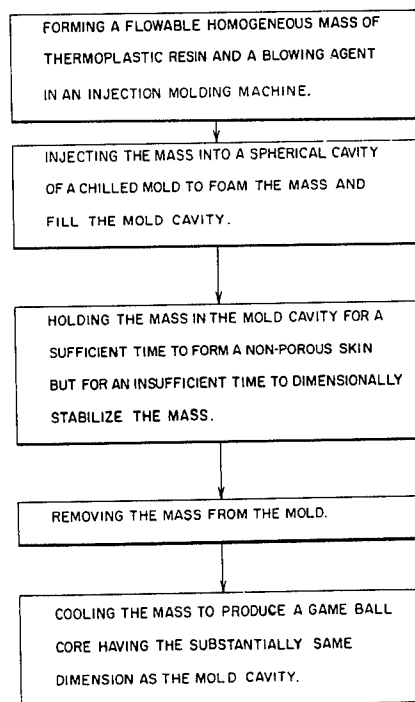 FORMING A FLOWABLE HOMOGENEOUS MASS OF
THERMOPLASTIC RESIN AND A BLOWING AGENT
IN AN INJECTION MOLDING MACHINE.
INJECTING THE MASS INTO A SPHERICAL CAVITY
OF A CHILLED MOLD TO FOAM THE MASS AND
FILL THE MOLD CAVITY.
HOLDING THE MASS IN THE MOLD CAVITY FOR A
SUFFICIENT TIME TO FORM A NON-POROUS SKIN
BUT FOR AN INSUFFICIENT TIME TO DIMENSIONALLY
STABILIZE THE MASS.
REMOVING THE MASS FROM THE MOLD.
COOLING THE MASS TO PRODUCE A GAME BALL
CORE HAVING THE SUBSTANTIALLY SAME
DIMENSION AS THE MOLD CAVITY.